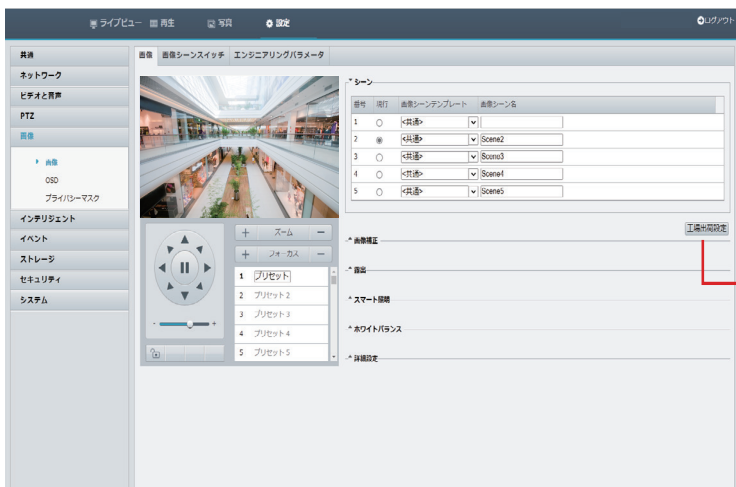 ライブビュー 再生 写真 設定 ログアウト
共通
ネットワーク
ビデオと音声
PTZ
画像
画像
OSD
プライバシーマスク
インテリジェント
イベント
ストレージ
セキュリティ
システム
画像 画像シーンスイッチ エンジニアリングパラメータ
シーン
番号 現行 画像シーンテンプレート 画像シーン名
1 <共通>
2 <共通> Scene2
3 <共通> Scene3
4 <共通> Scene4
5 <共通> Scene5
工場出荷設定
画像補正
露出
スマート照明
ホワイトバランス
詳細設定
+ ズーム −
+ フォーカス −
1 プリセット1
2 プリセット2
3 プリセット3
4 プリセット4
5 プリセット5
- +